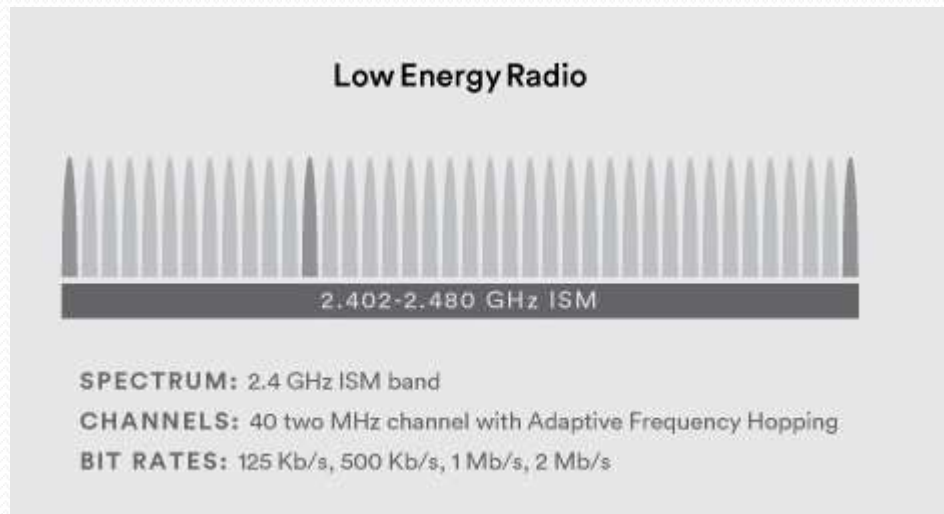 Low Energy Radio
2.402-2.480 GHz ISM
SPECTRUM: 2.4 GHz ISM band
CHANNELS: 40 two MHz channel with Adaptive Frequency Hopping
BIT RATES: 125 Kb/s, 500 Kb/s, 1 Mb/s, 2 Mb/s